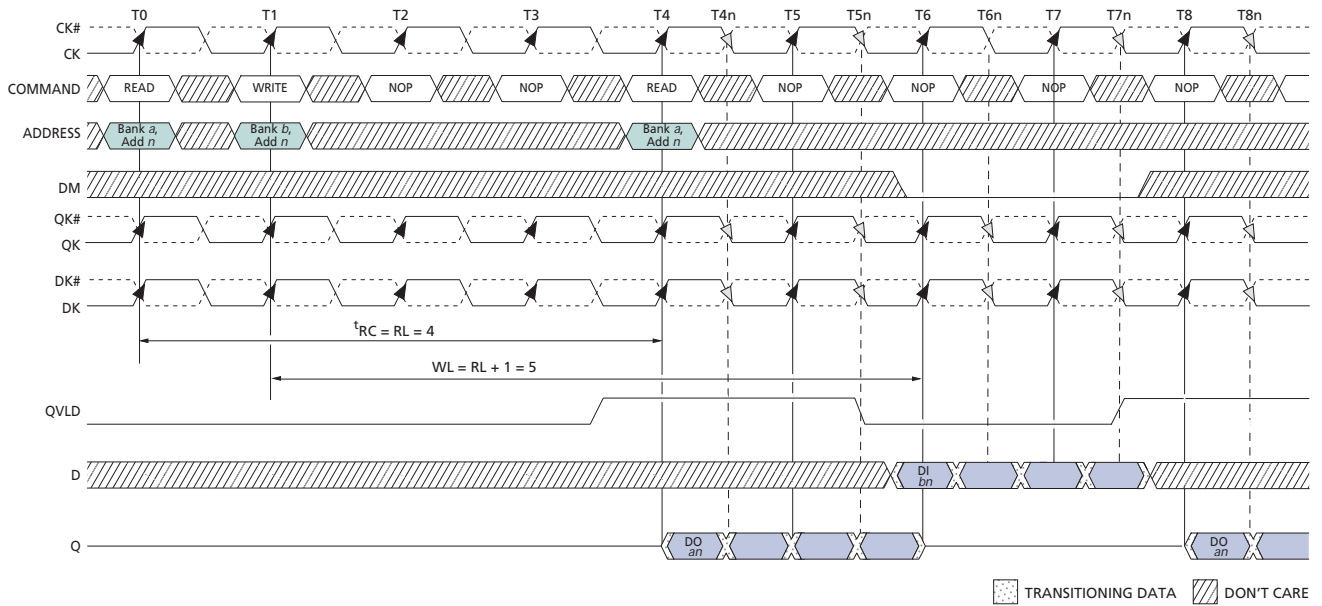 T0 T1 T2 T3 T4 T4n T5 T5n T6 T6n T7 T7n T8 T8n
CK#
CK
COMMAND READ WRITE NOP NOP READ NOP NOP NOP NOP
ADDRESS Bank a, Bank b, Bank a,
Add n Add n Add n
DM
QK#
QK
DK#
DK
tRC = RL = 4
WL = RL + 1 = 5
QVLD
D DI
bn
Q DO DO
an an
TRANSITIONING DATA DON'T CARE